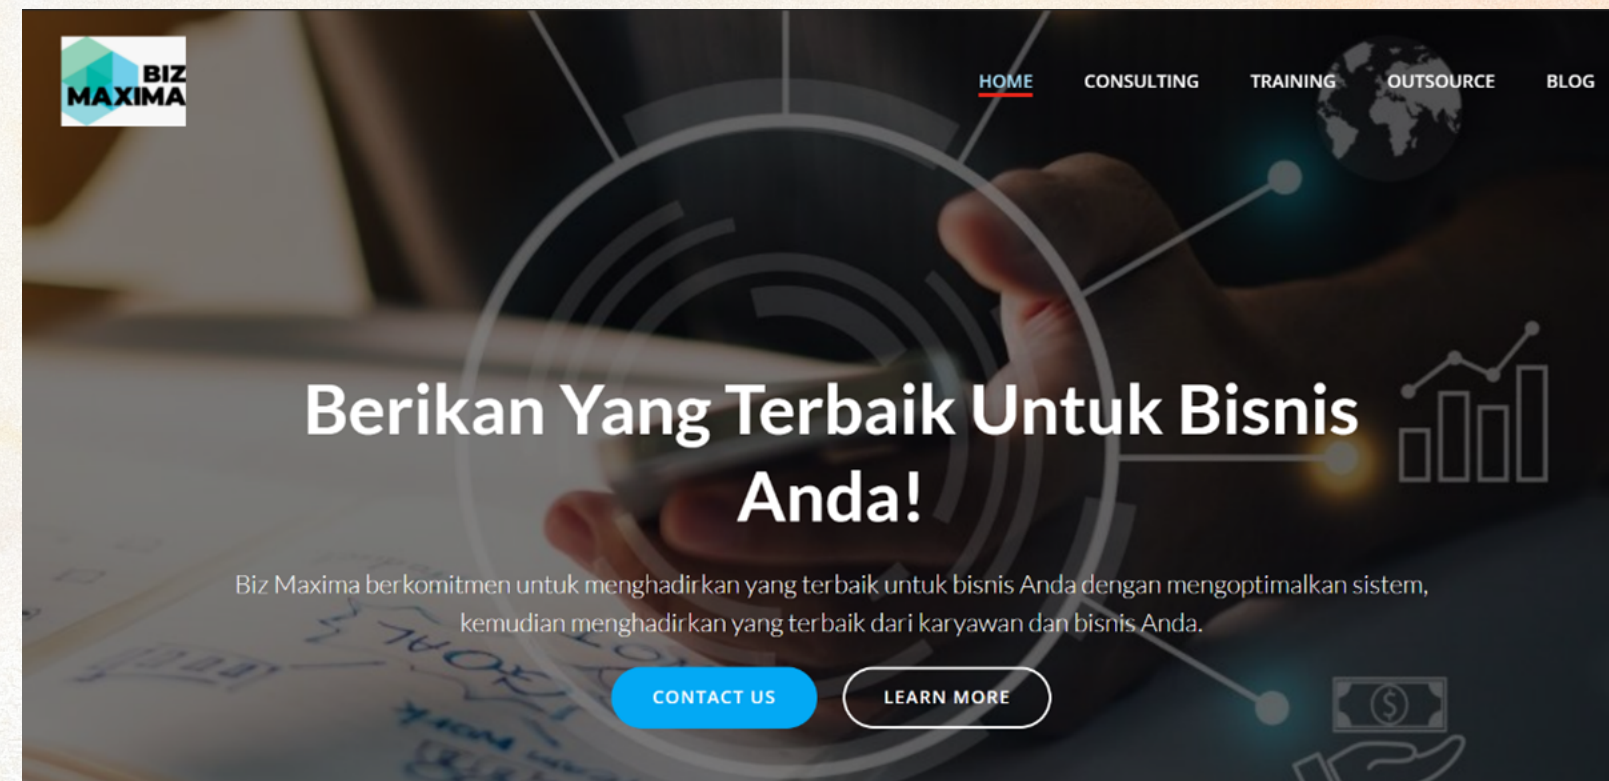 BIZ
MAXIMA
HOME CONSULTING TRAINING OUTSOURCE BLOG
Berikan Yang Terbaik Untuk Bisnis
Anda!
Biz Maxima berkomitmen untuk menghadirkan yang terbaik untuk bisnis Anda dengan mengoptimalkan sistem,
kemudian menghadirkan yang terbaik dari karyawan dan bisnis Anda.
CONTACT US LEARN MORE
$
GOAL
work